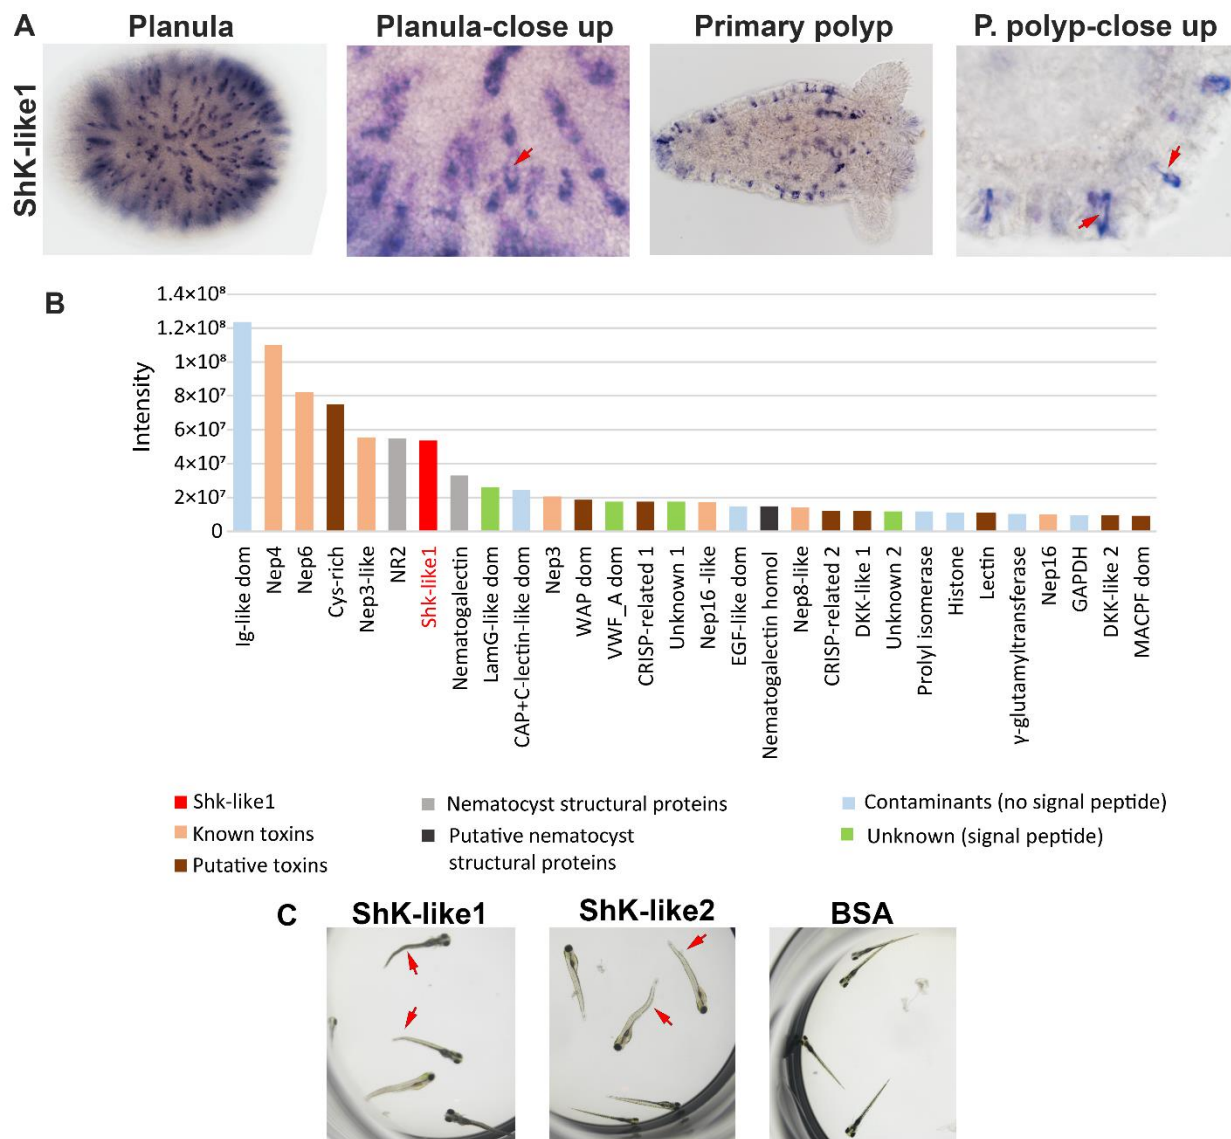 A
Planula
Planula-close up
Primary polyp
P. polyp-close up
ShK-like1
B
Intensity
1.4×10⁸
1.2×10⁸
1×10⁸
8×10⁷
6×10⁷
4×10⁷
2×10⁷
0
Ig-like dom
Nep4
Nep6
Cys-rich
Nep3-like
NR2
Shk-like1
Nematogalectin
LamG-like dom
CAP+C-lectin-like dom
Nep3
WAP dom
VWF_A dom
CRISP-related 1
Unknown 1
Nep16 -like
EGF-like dom
Nematogalectin homol
Nep8-like
CRISP-related 2
DKK-like 1
Unknown 2
Prolyl isomerase
Histone
Lectin
γ-glutamyltransferase
Nep16
GAPDH
DKK-like 2
MACPF dom
Shk-like1
Known toxins
Putative toxins
Nematocyst structural proteins
Putative nematocyst
structural proteins
Contaminants (no signal peptide)
Unknown (signal peptide)
C
ShK-like1
ShK-like2
BSA